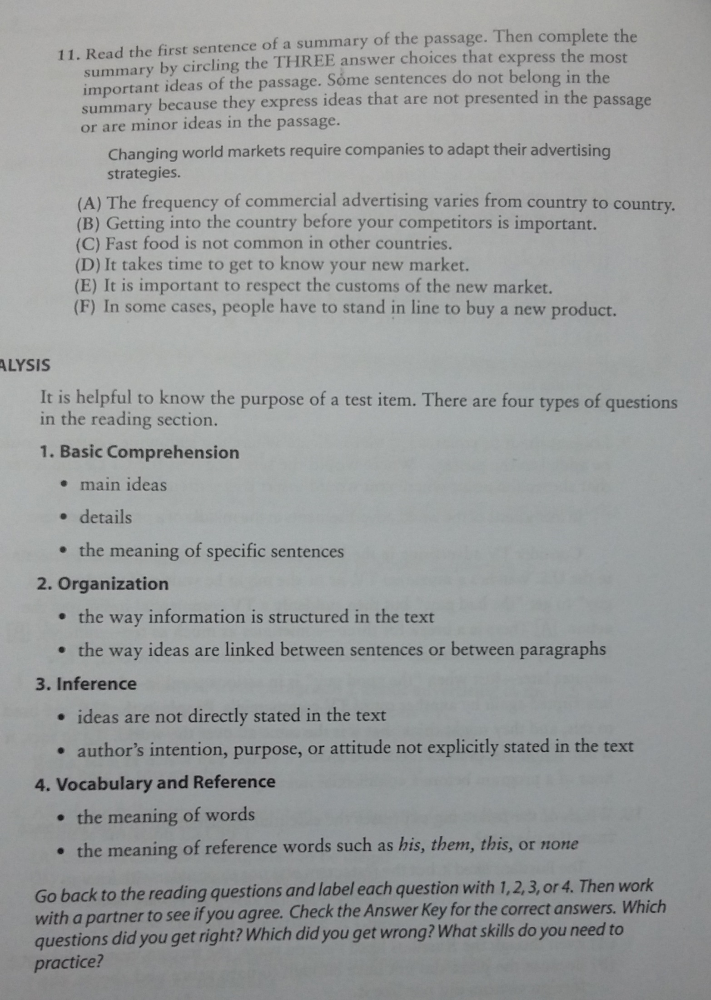 11. Read the first sentence of a summary of the passage. Then complete the
summary by circling the THREE answer choices that express the most
important ideas of the passage. Some sentences do not belong in the
summary because they express ideas that are not presented in the passage
or are minor ideas in the passage.
Changing world markets require companies to adapt their advertising
strategies.
(A) The frequency of commercial advertising varies from country to country.
(B) Getting into the country before your competitors is important.
(C) Fast food is not common in other countries.
(D) It takes time to get to know your new market.
(E) It is important to respect the customs of the new market.
(F) In some cases, people have to stand in line to buy a new product.
ALYSIS
It is helpful to know the purpose of a test item. There are four types of questions
in the reading section.
1. Basic Comprehension
• main ideas
• details
• the meaning of specific sentences
2. Organization
• the way information is structured in the text
• the way ideas are linked between sentences or between paragraphs
3. Inference
• ideas are not directly stated in the text
• author's intention, purpose, or attitude not explicitly stated in the text
4. Vocabulary and Reference
• the meaning of words
• the meaning of reference words such as his, them, this, or none
Go back to the reading questions and label each question with 1, 2, 3, or 4. Then work
with a partner to see if you agree. Check the Answer Key for the correct answers. Which
questions did you get right? Which did you get wrong? What skills do you need to
practice?